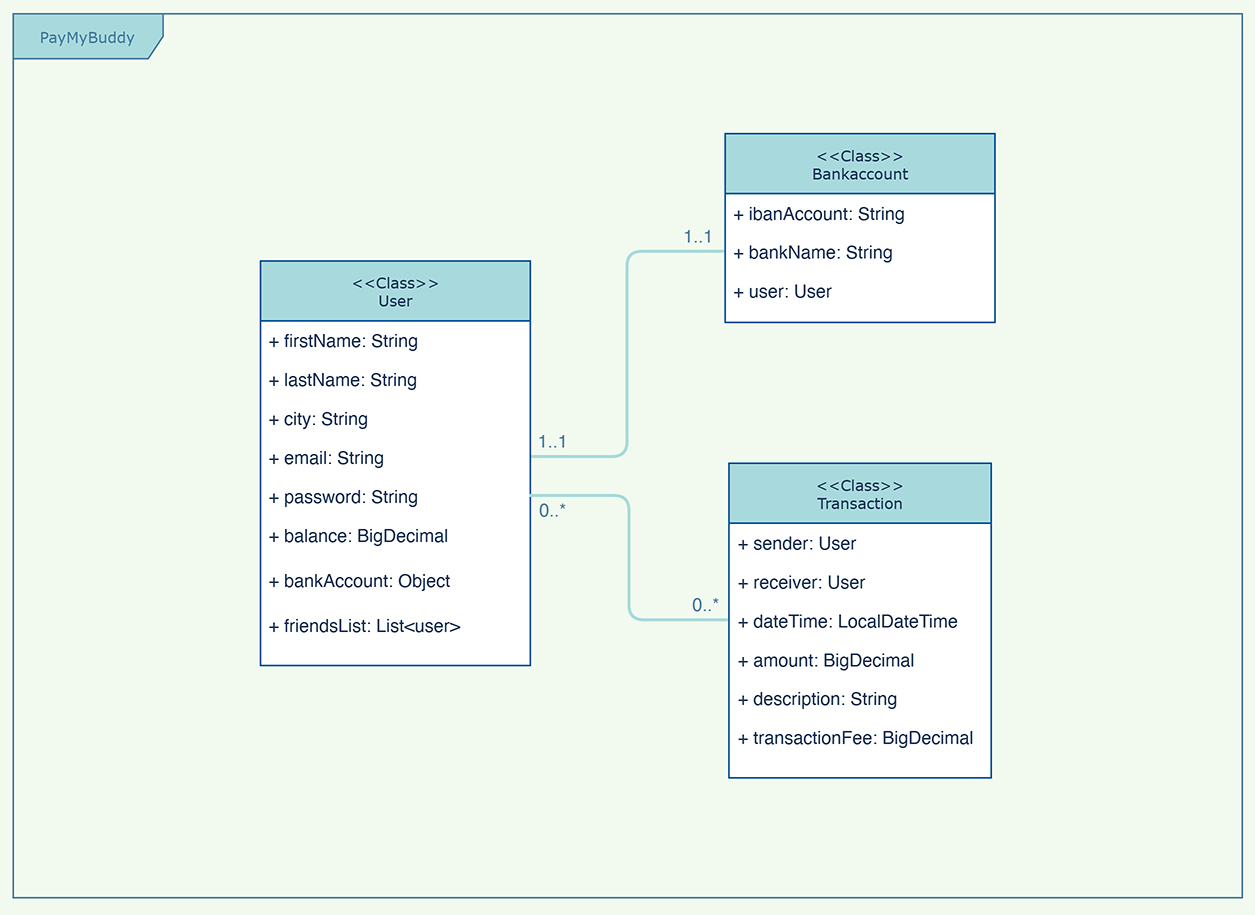 PayMyBuddy
<<Class>>
Bankaccount
+ ibanAccount: String
+ bankName: String
+ user: User
1..1
<<Class>>
User
+ firstName: String
+ lastName: String
+ city: String
+ email: String
+ password: String
+ balance: BigDecimal
+ bankAccount: Object
+ friendsList: List<user>
1..1
0..*
0..*
<<Class>>
Transaction
+ sender: User
+ receiver: User
+ dateTime: LocalDateTime
+ amount: BigDecimal
+ description: String
+ transactionFee: BigDecimal